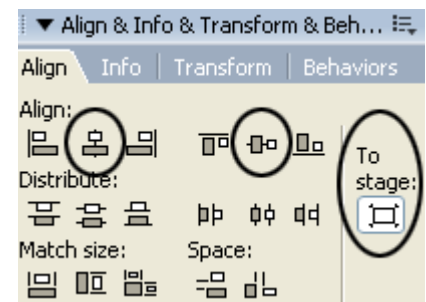 Align & Info & Transform & Beh...
Align Info Transform Behaviors
Align:
To
stage:
Distribute:
Match size: Space: